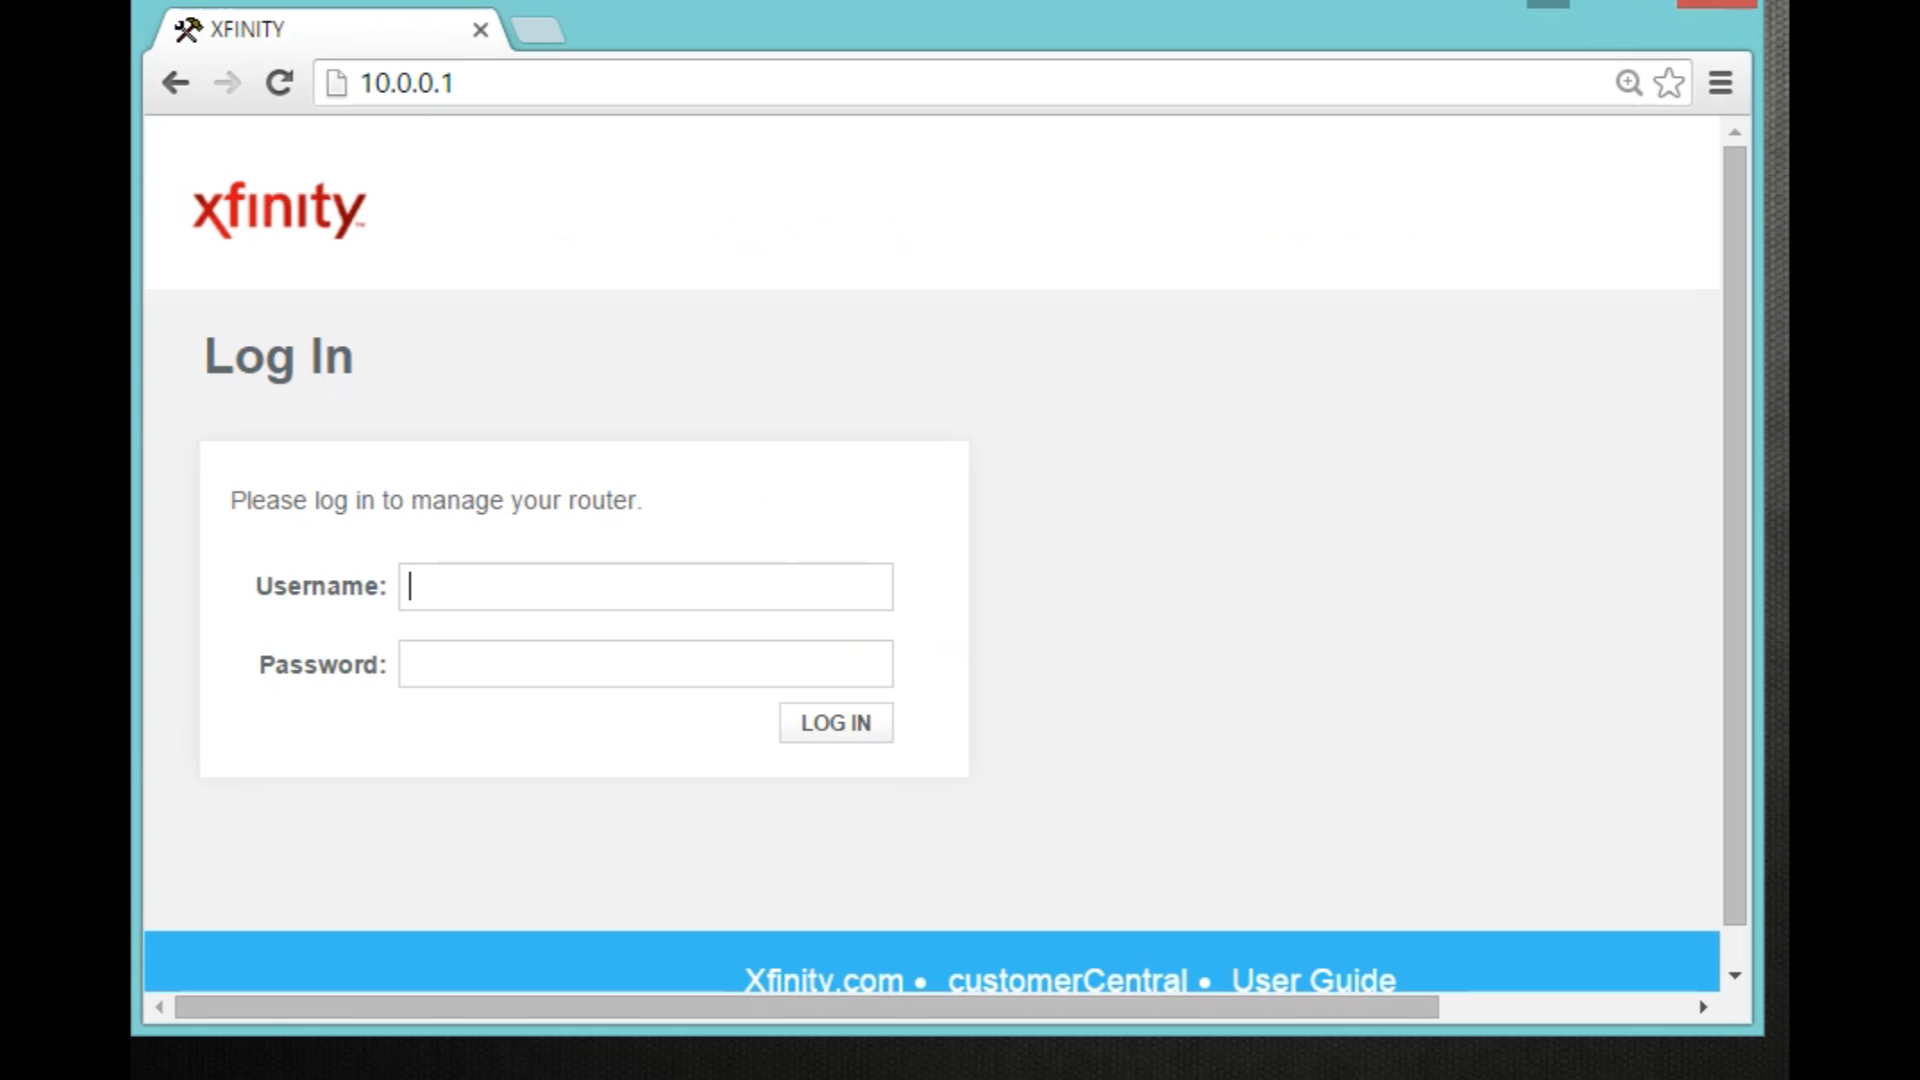 XFINITY
10.0.0.1
xfinity
Log In
Please log in to manage your router.
Username:
Password:
LOG IN
Xfinity.com • customerCentral • User Guide